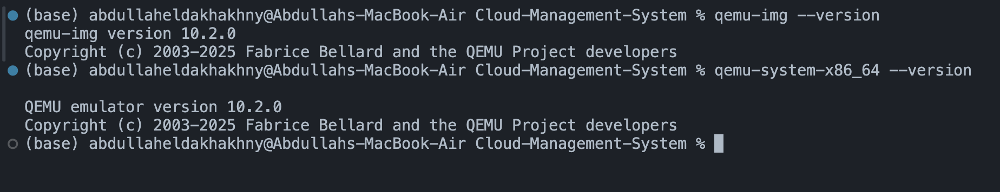 (base) abdullaheldakhakhny@Abdullahs-MacBook-Air Cloud-Management-System % qemu-img --version
qemu-img version 10.2.0
Copyright (c) 2003-2025 Fabrice Bellard and the QEMU Project developers
(base) abdullaheldakhakhny@Abdullahs-MacBook-Air Cloud-Management-System % qemu-system-x86_64 --version
QEMU emulator version 10.2.0
Copyright (c) 2003-2025 Fabrice Bellard and the QEMU Project developers
(base) abdullaheldakhakhny@Abdullahs-MacBook-Air Cloud-Management-System %